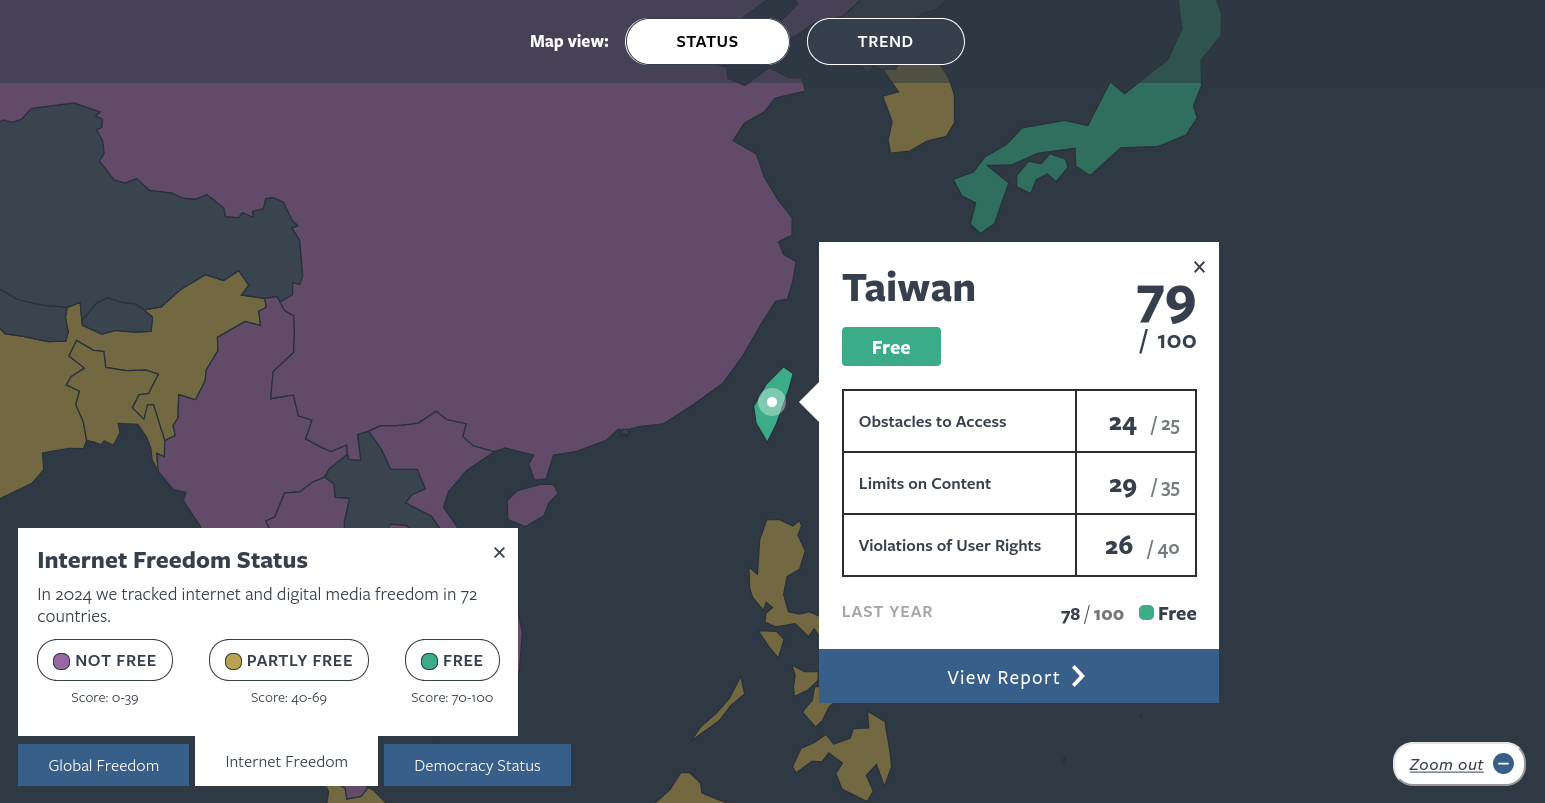 Map view: STATUS TREND
Taiwan
79
/ 100
Free
Obstacles to Access 24 / 25
Limits on Content 29 / 35
Violations of User Rights 26 / 40
LAST YEAR 78 / 100 Free
View Report
Internet Freedom Status
In 2024 we tracked internet and digital media freedom in 72
countries.
NOT FREE PARTLY FREE FREE
Score: 0-39 Score: 40-69 Score: 70-100
Global Freedom Internet Freedom Democracy Status
Zoom out